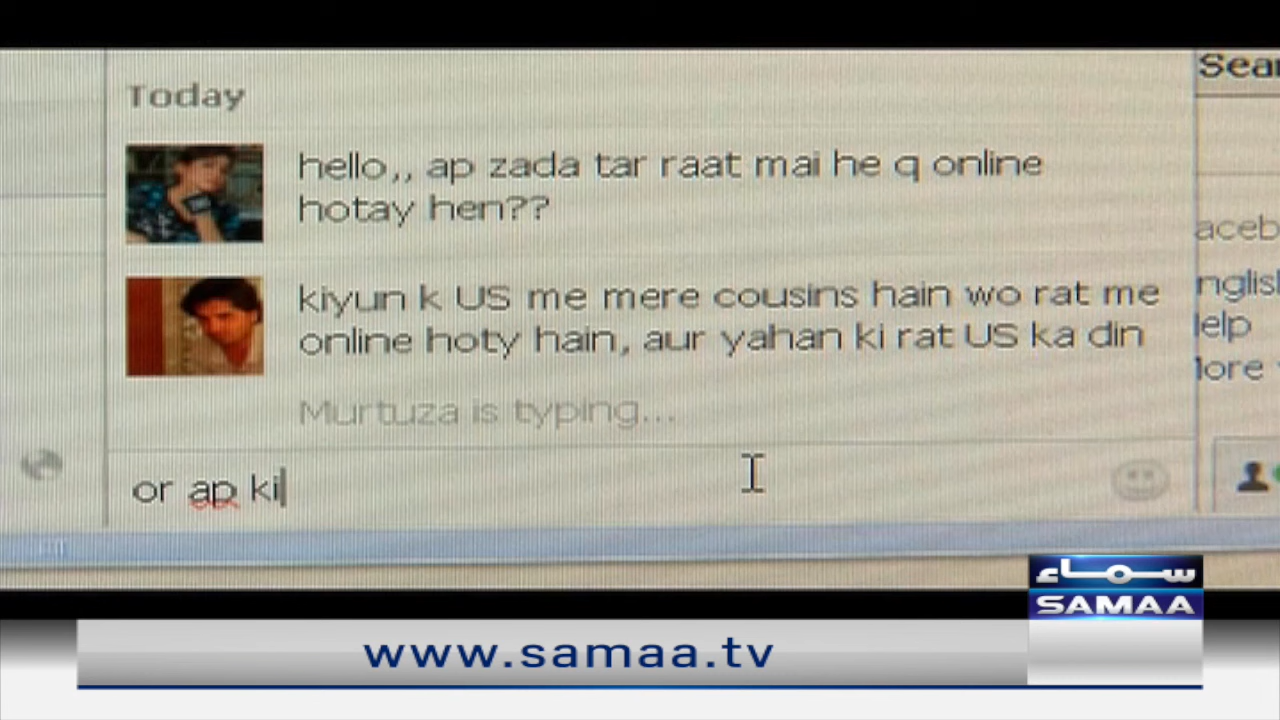 Today
hello,, ap zada tar raat mai he q online
hotay hen??
kiyun k US me mere cousins hain wo rat me
online hoty hain, aur yahan ki rat US ka din
Murtuza is typing...
or ap ki
Sear
aceb
nglish
elp
lore
سماء
SAMAA
www.samaa.tv